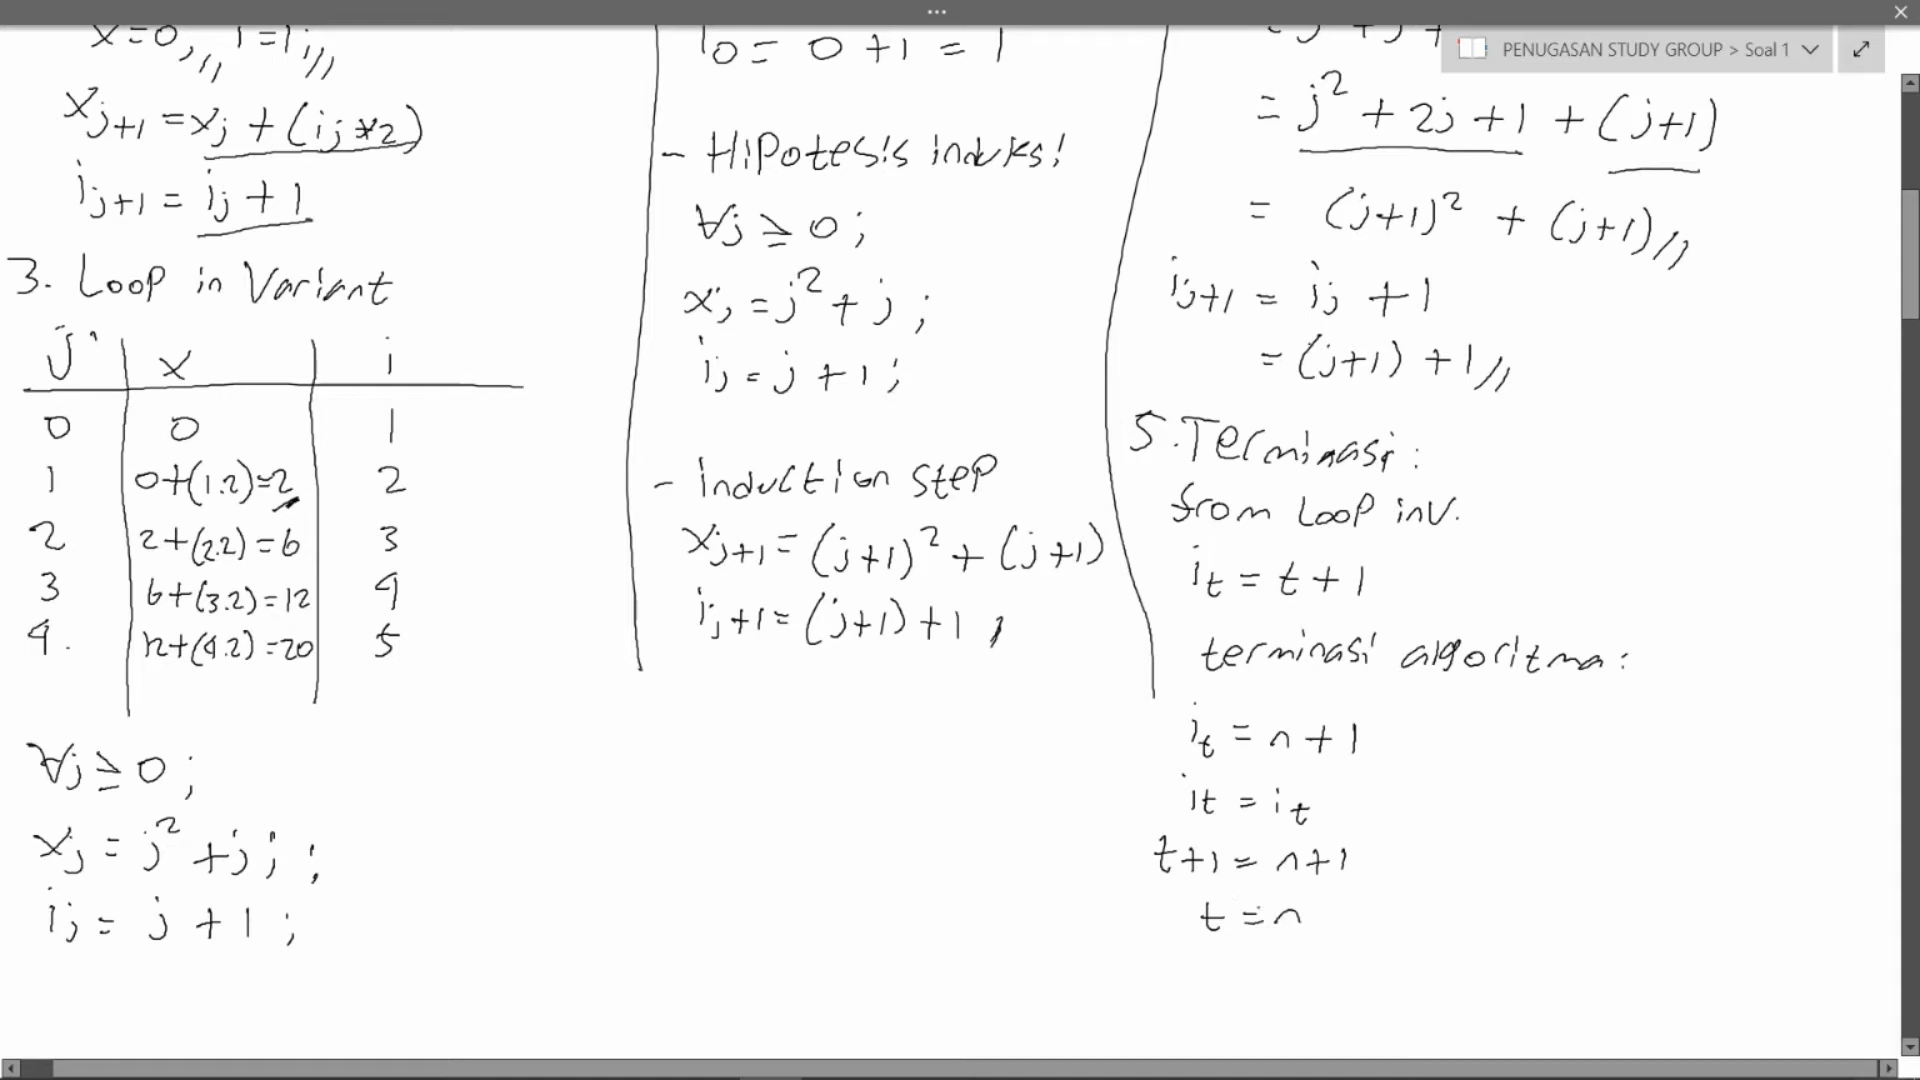 x=0,,, i=1,,,
x_{j+1} = x_j + (i_j * 2)
i_{j+1} = i_j + 1
3. Loop in Variant
j x i
0 0 1
1 0+(1.2)=2 2
2 2+(2.2)=6 3
3 6+(3.2)=12 4
4. 12+(4.2)=20 5
∀j ≥ 0 ;
x_j = j² + j ;
i_j = j + 1 ;
i_0 = 0 + 1 = 1
- Hipotesis induksi
∀j ≥ 0 ;
x_j = j² + j ;
i_j = j + 1 ;
- induction step
x_{j+1} = (j+1)² + (j+1)
i_{j+1} = (j+1) + 1 ,
PENUGASAN STUDY GROUP > Soal 1
= j² + 2j + 1 + (j+1)
= (j+1)² + (j+1),,
i_{j+1} = i_j + 1
= (j+1) + 1,,
5. Terminasi :
from Loop inv.
i_t = t + 1
terminasi algoritma :
i_t = n + 1
i_t = i_t
t+1 = n+1
t = n